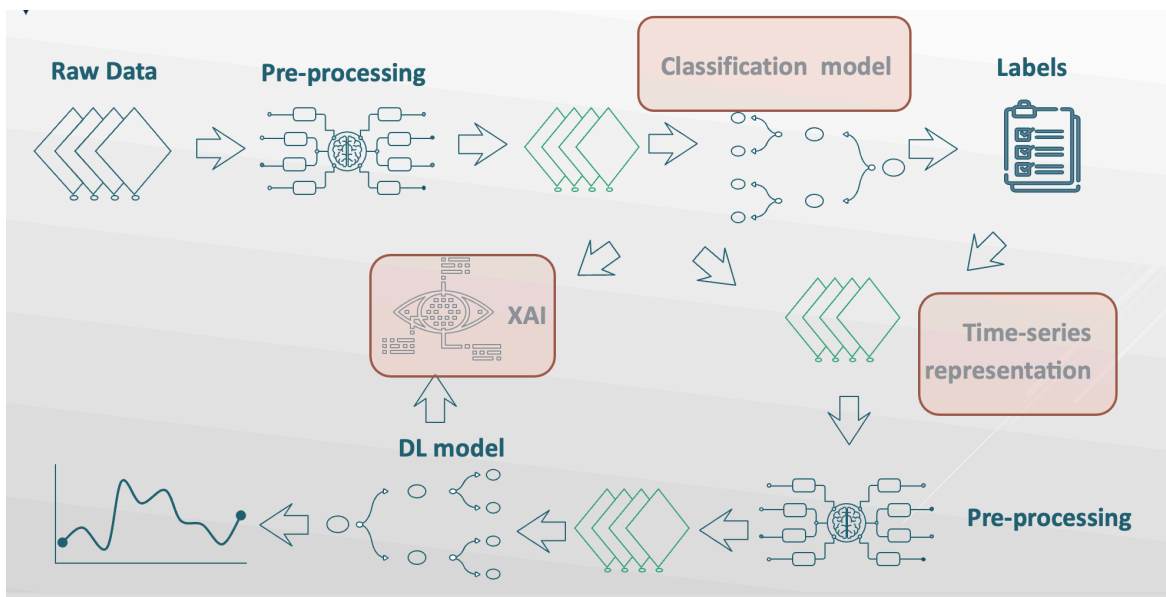 Raw Data
Pre-processing
Classification model
Labels
XAI
Time-series
representation
DL model
Pre-processing